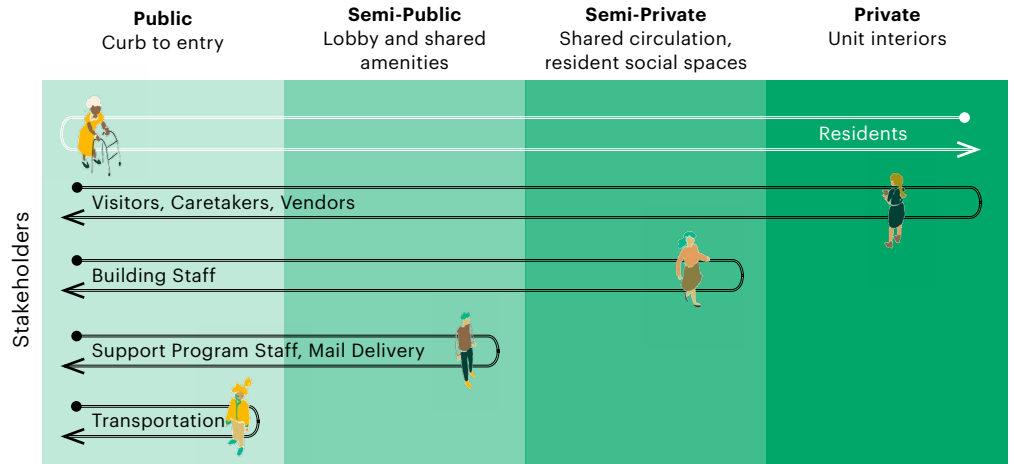 Public
Curb to entry
Semi-Public
Lobby and shared
amenities
Semi-Private
Shared circulation,
resident social spaces
Private
Unit interiors
Stakeholders
Residents
Visitors, Caretakers, Vendors
Building Staff
Support Program Staff, Mail Delivery
Transportation